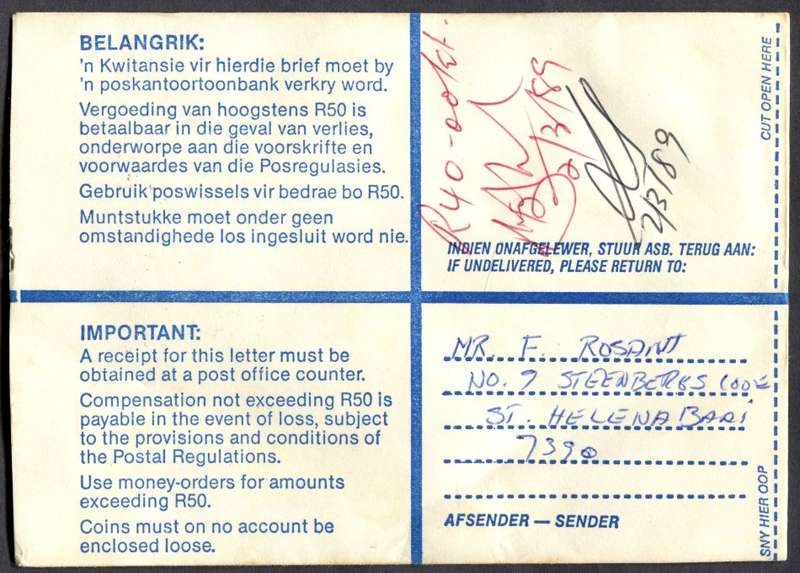 BELANGRIK:
'n Kwitansie vir hierdie brief moet by
'n poskantoortoonbank verkry word.
Vergoeding van hoogstens R50 is
betaalbaar in die geval van verlies,
onderworpe aan die voorskrifte en
voorwaardes van die Posregulasies.
Gebruik poswissels vir bedrae bo R50.
Muntstukke moet onder geen
omstandighede los ingesluit word nie.
R40-00
2/3/89
2/3/89
CUT OPEN HERE
INDIEN ONAFGELEWER, STUUR ASB. TERUG AAN:
IF UNDELIVERED, PLEASE RETURN TO:
IMPORTANT:
A receipt for this letter must be
obtained at a post office counter.
Compensation not exceeding R50 is
payable in the event of loss, subject
to the provisions and conditions of
the Postal Regulations.
Use money-orders for amounts
exceeding R50.
Coins must on no account be
enclosed loose.
MR. F. ROSANT
NO. 9
ST. HELENA BAAI
7390
AFSENDER — SENDER
SNY HIER OOP